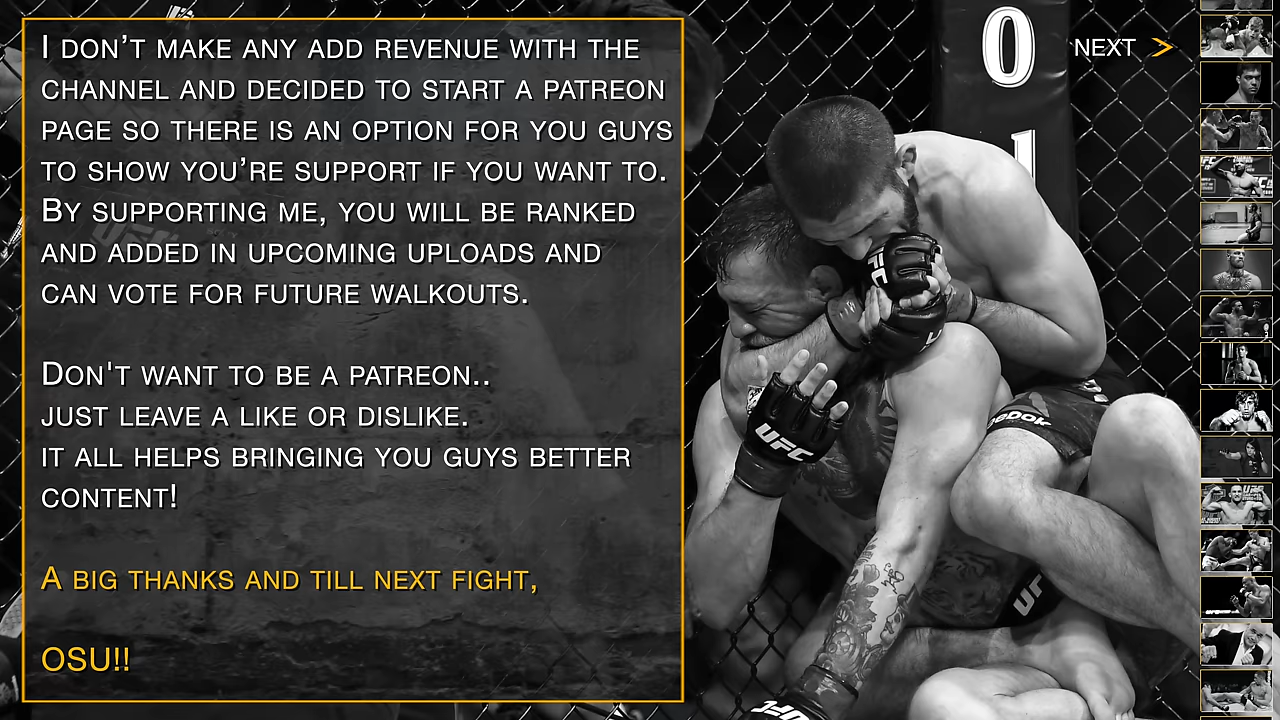 I DON'T MAKE ANY ADD REVENUE WITH THE
CHANNEL AND DECIDED TO START A PATREON
PAGE SO THERE IS AN OPTION FOR YOU GUYS
TO SHOW YOU'RE SUPPORT IF YOU WANT TO.
BY SUPPORTING ME, YOU WILL BE RANKED
AND ADDED IN UPCOMING UPLOADS AND
CAN VOTE FOR FUTURE WALKOUTS.
DON'T WANT TO BE A PATREON..
JUST LEAVE A LIKE OR DISLIKE.
IT ALL HELPS BRINGING YOU GUYS BETTER
CONTENT!
A BIG THANKS AND TILL NEXT FIGHT,
OSU!!
0
1
NEXT >
UFC
UFC
UFC